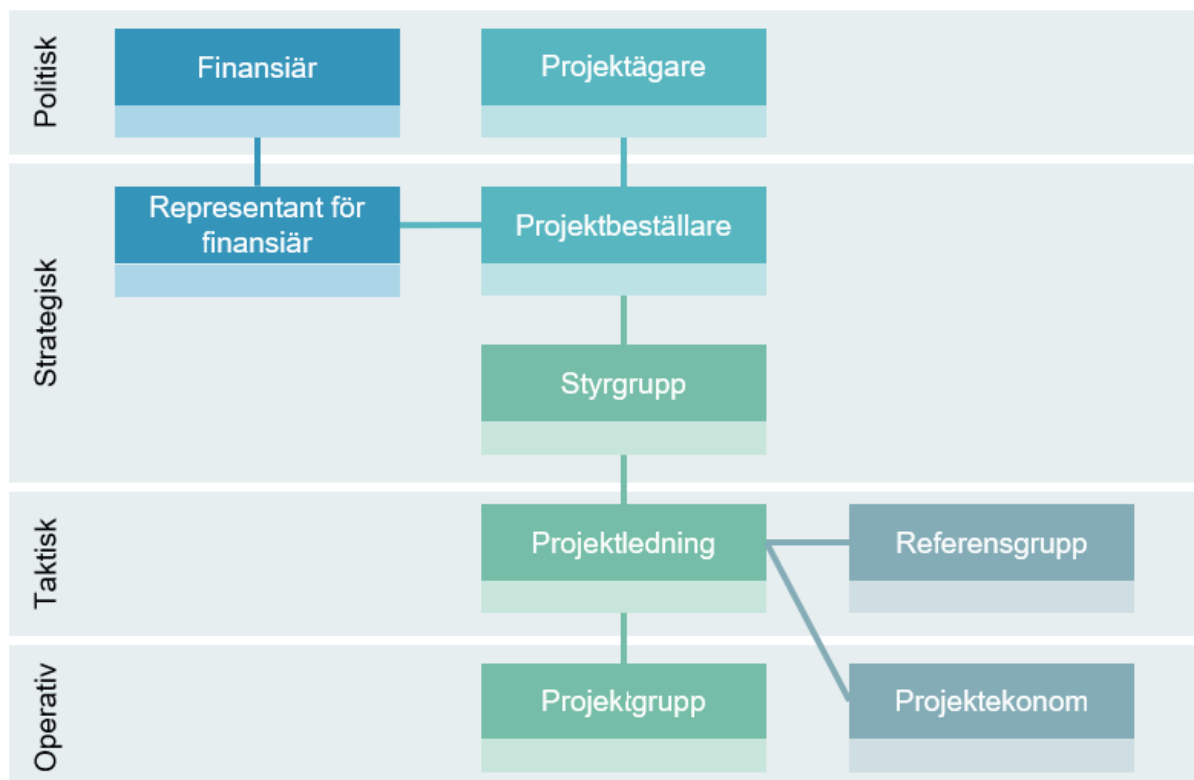 Politisk
Finansiär
Projektägare
Strategisk
Representant för
finansiär
Projektbeställare
Styrgrupp
Taktisk
Projektledning
Referensgrupp
Operativ
Projektgrupp
Projektekonom